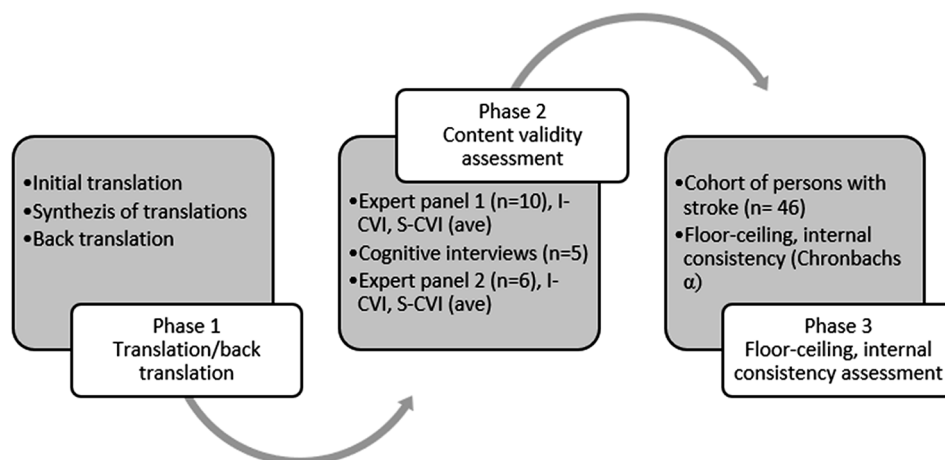 •Initial translation
•Synthezis of translations
•Back translation
Phase 1
Translation/back
translation
Phase 2
Content validity
assessment
•Expert panel 1 (n=10), I-
CVI, S-CVI (ave)
•Cognitive interviews (n=5)
•Expert panel 2 (n=6), I-
CVI, S-CVI (ave)
•Cohort of persons with
stroke (n= 46)
•Floor-ceiling, internal
consistency (Chronbachs
α)
Phase 3
Floor-ceiling, internal
consistency assessment